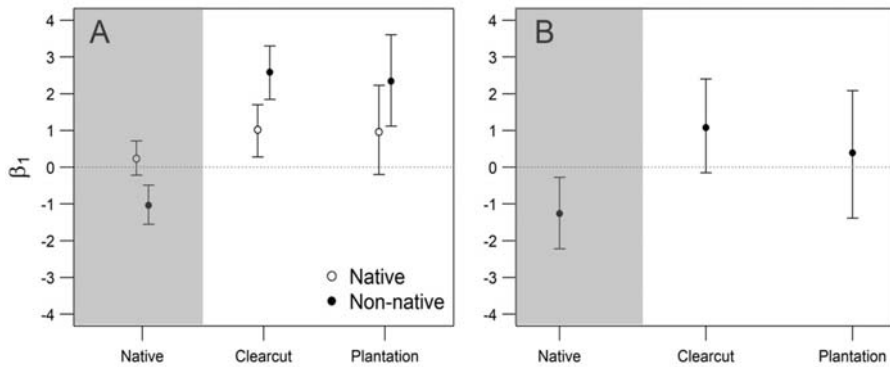 A
B
β1
4
3
2
1
0
-1
-2
-3
-4
Native
Non-native
Native
Clearcut
Plantation
4
3
2
1
0
-1
-2
-3
-4
Native
Clearcut
Plantation